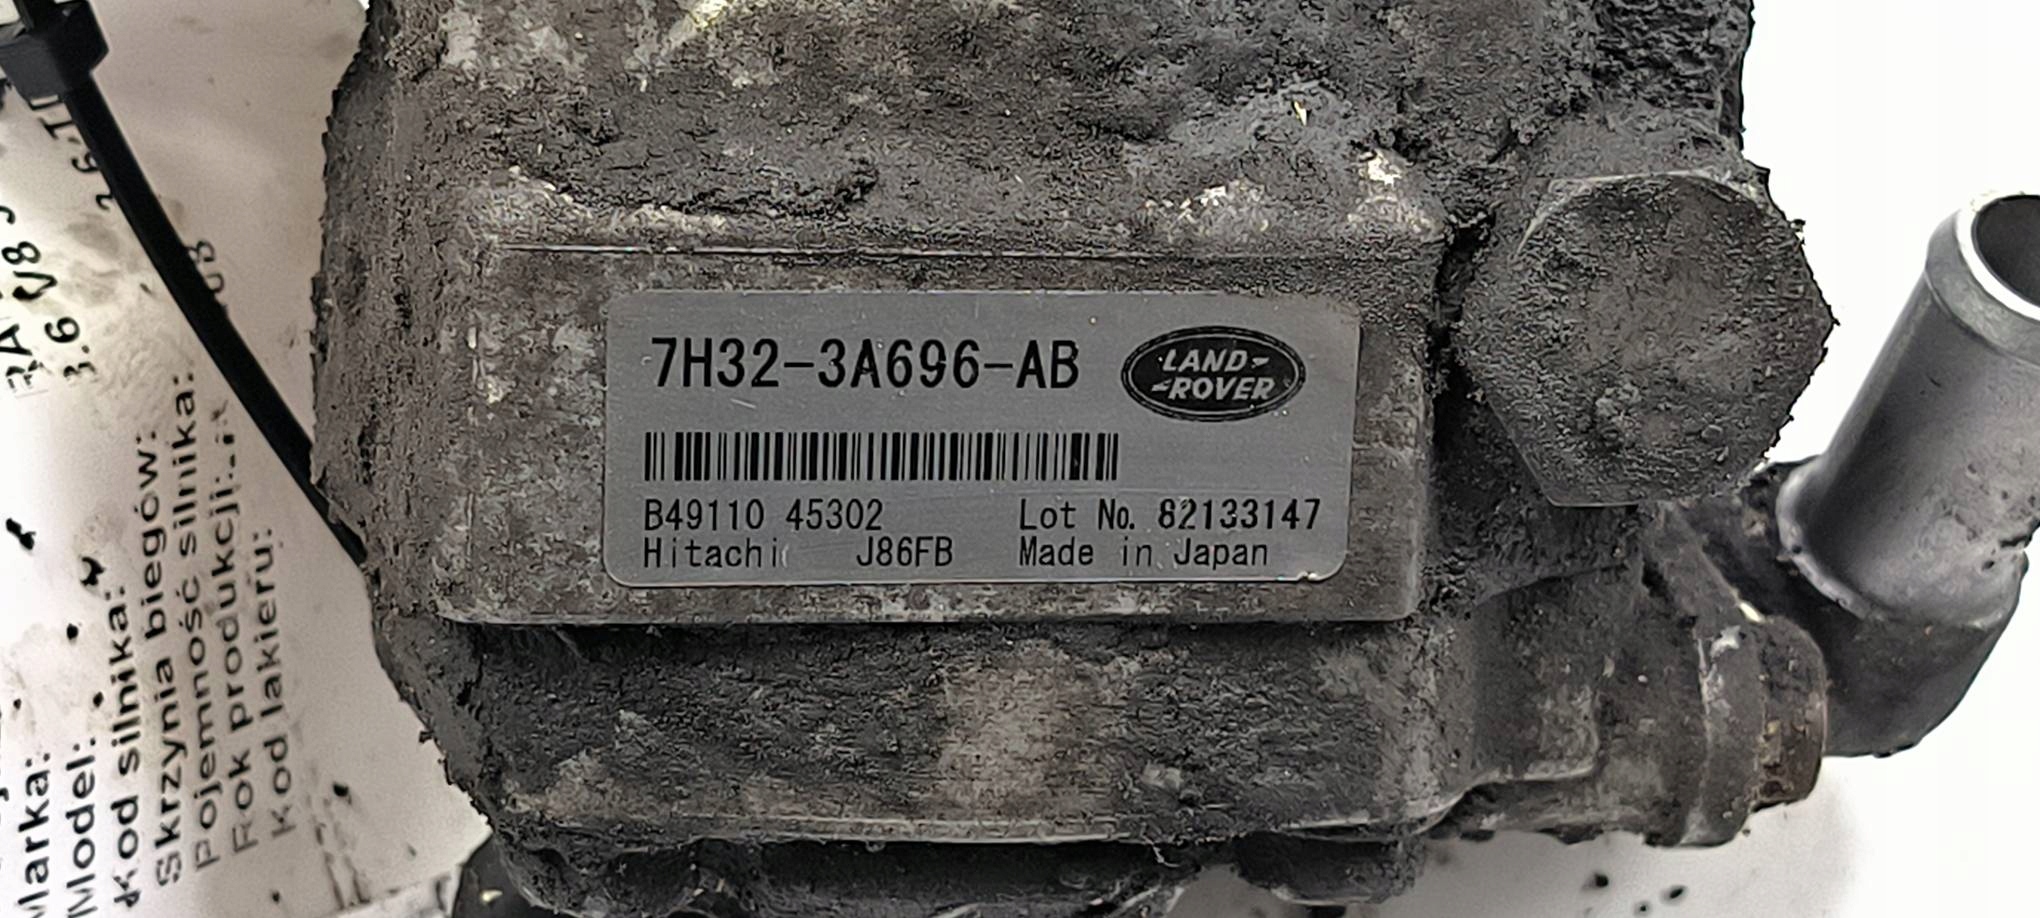 7H32-3A696-AB
LAND-
-ROVER
B49110 45302
Lot No. 82133147
Hitachi J86FB
Made in Japan
Marka:
Model:
Kod silnika:
Skrzynia biegów:
Pojemność silnika:
Rok produkcji:
Kod lakieru:
3.6 V8